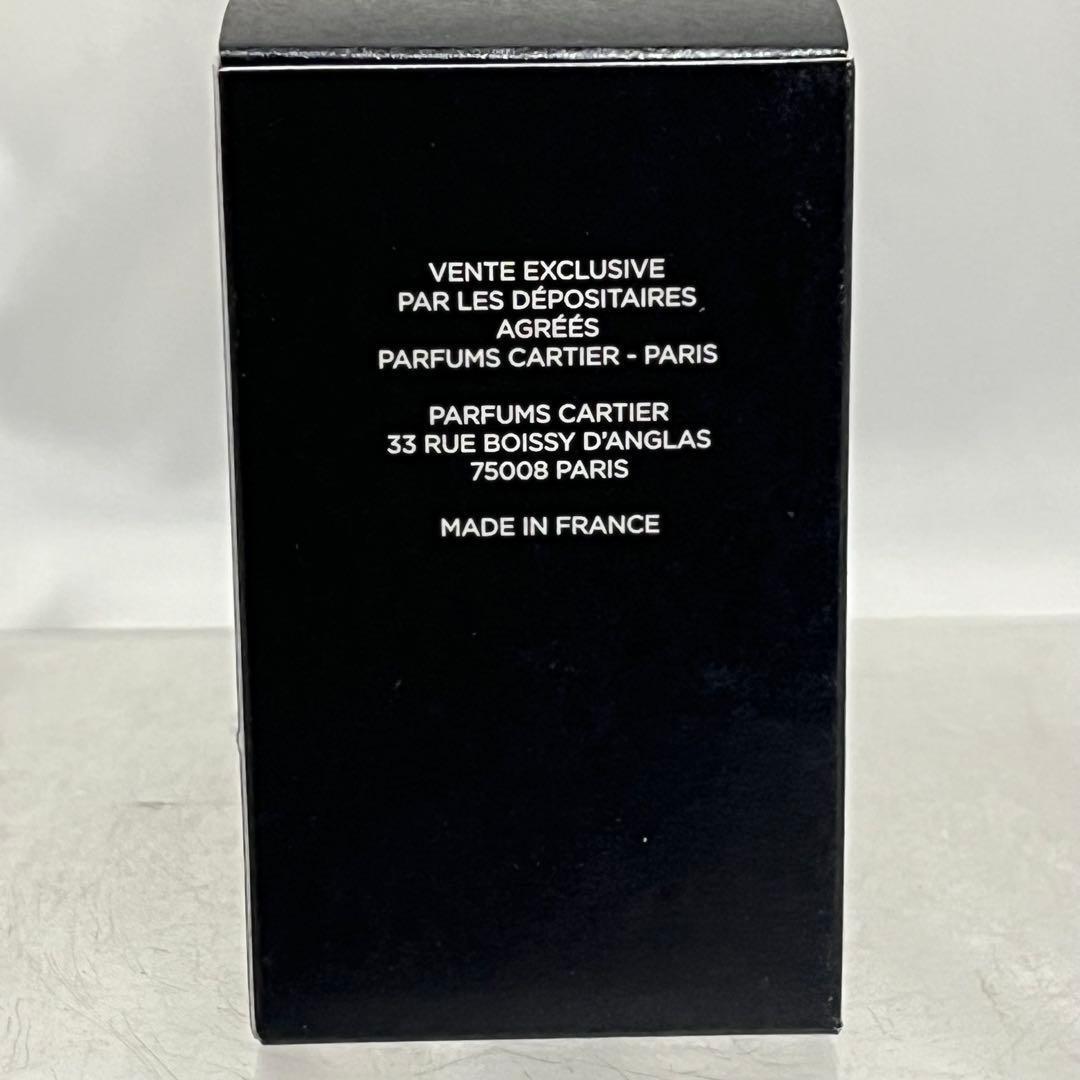 VENTE EXCLUSIVE
PAR LES DÉPOSITAIRES
AGRÉÉS
PARFUMS CARTIER - PARIS
PARFUMS CARTIER
33 RUE BOISSY D'ANGLAS
75008 PARIS
MADE IN FRANCE